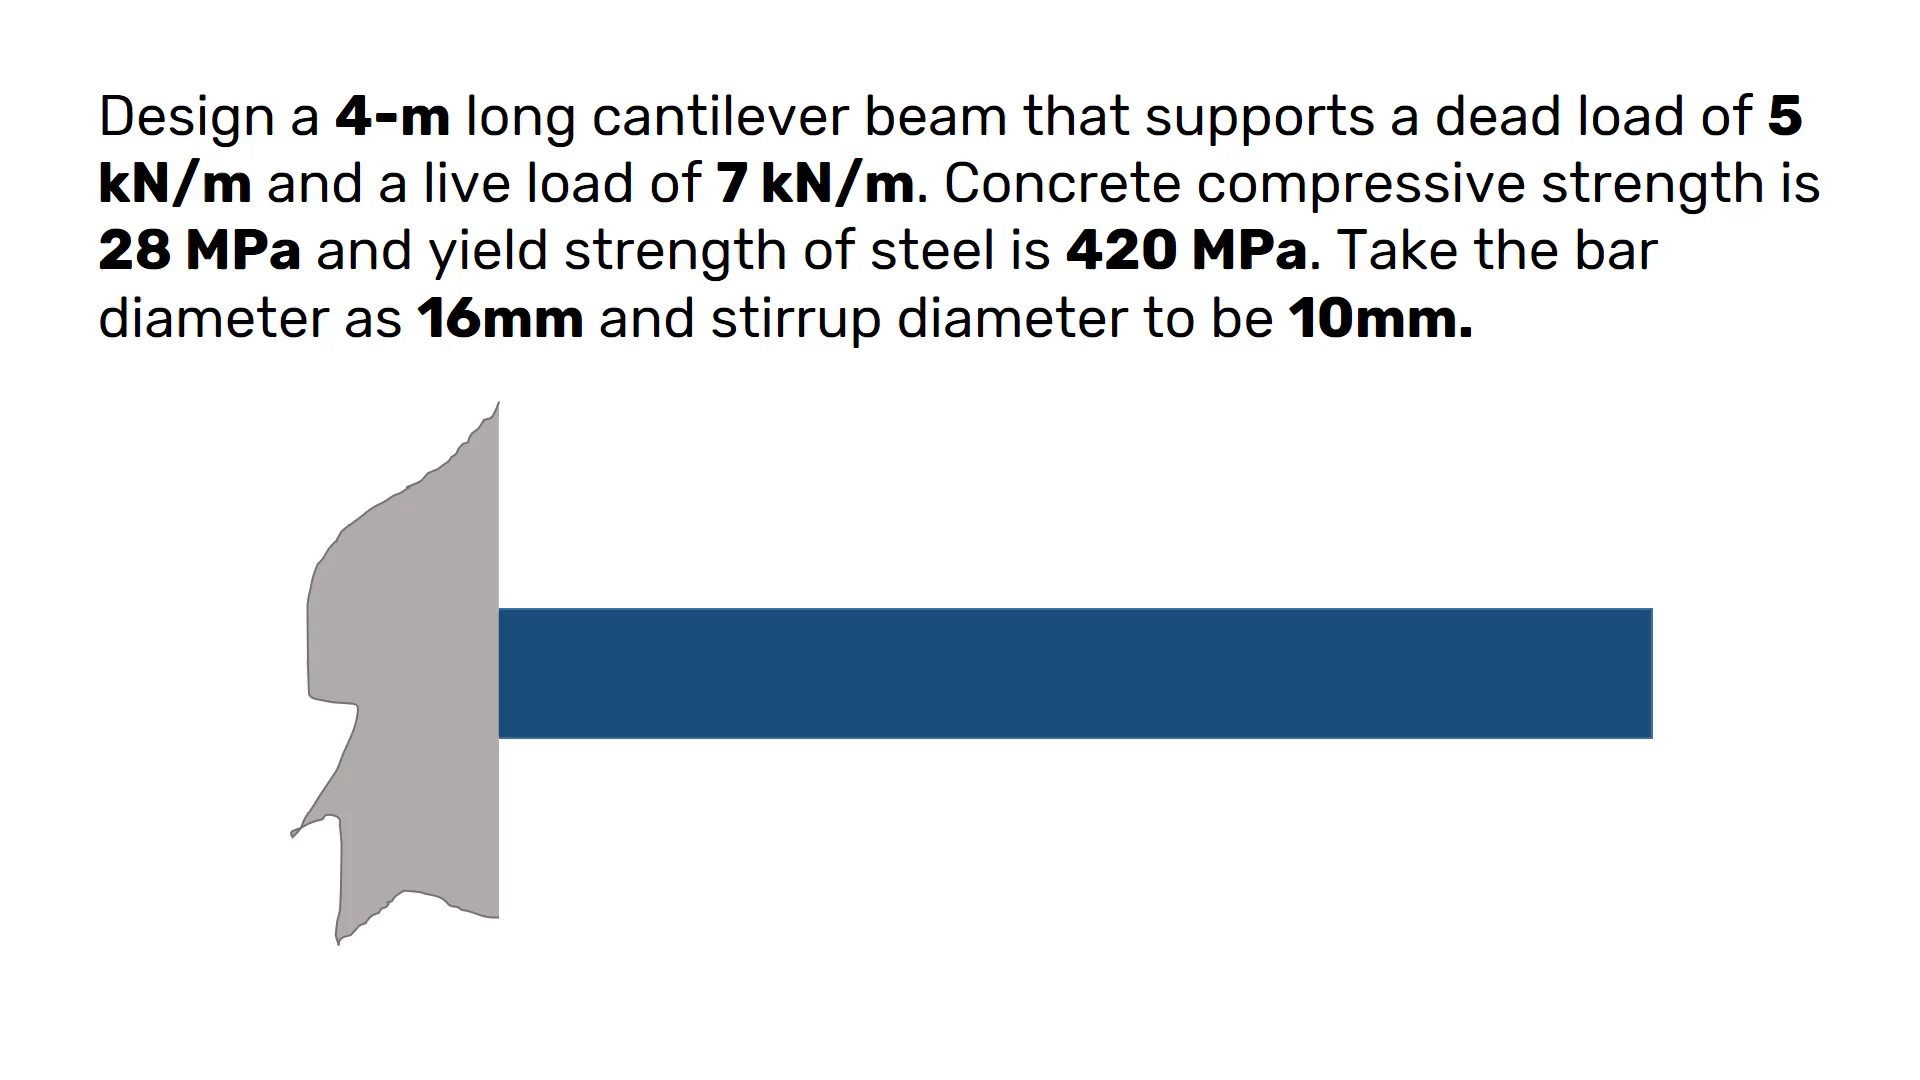 Design a 4-m long cantilever beam that supports a dead load of 5
kN/m and a live load of 7 kN/m. Concrete compressive strength is
28 MPa and yield strength of steel is 420 MPa. Take the bar
diameter as 16mm and stirrup diameter to be 10mm.